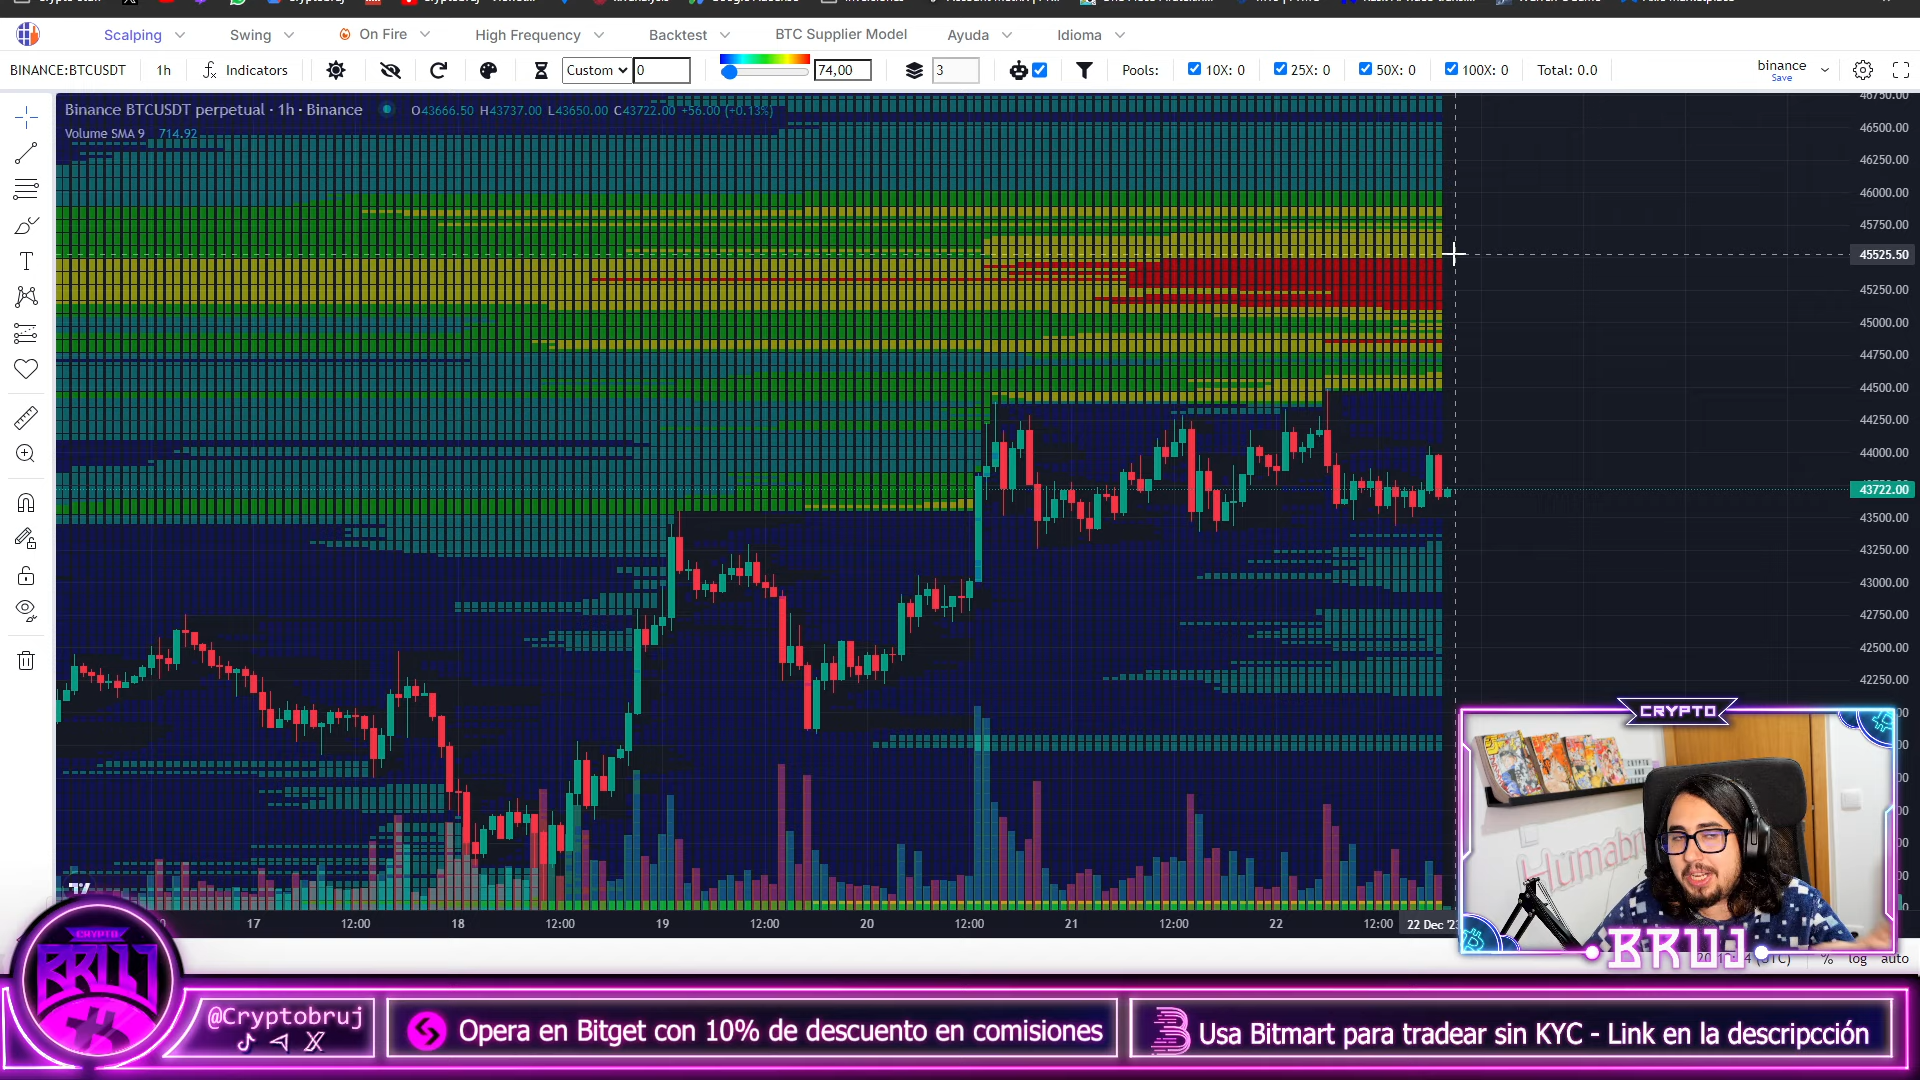 Scalping
Swing
On Fire
High Frequency
Backtest
BTC Supplier Model
Ayuda
Idioma
BINANCE:BTCUSDT
1h
Indicators
Custom
0
74,00
3
Pools:
10X: 0
25X: 0
50X: 0
100X: 0
Total: 0.0
binance
Save
Binance BTCUSDT perpetual · 1h · Binance
O43666.50 H43737.00 L43650.00 C43722.00 +56.00 (+0.13%)
Volume SMA 9 714.92
46750.00
46500.00
46250.00
46000.00
45750.00
45525.50
45250.00
45000.00
44750.00
44500.00
44250.00
44000.00
43722.00
43500.00
43250.00
43000.00
42750.00
42500.00
42250.00
17
12:00
18
12:00
19
12:00
20
12:00
21
12:00
22
12:00
22 Dec '2
CRYPTO
BRUJ
% log auto
CRYPTO
BRUJ
@Cryptobruj
Opera en Bitget con 10% de descuento en comisiones
Usa Bitmart para tradear sin KYC - Link en la descripcción